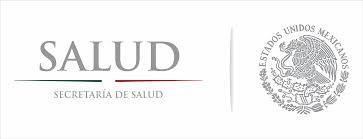 SALUD
SECRETARÍA DE SALUD
ESTADOS UNIDOS MEXICANOS